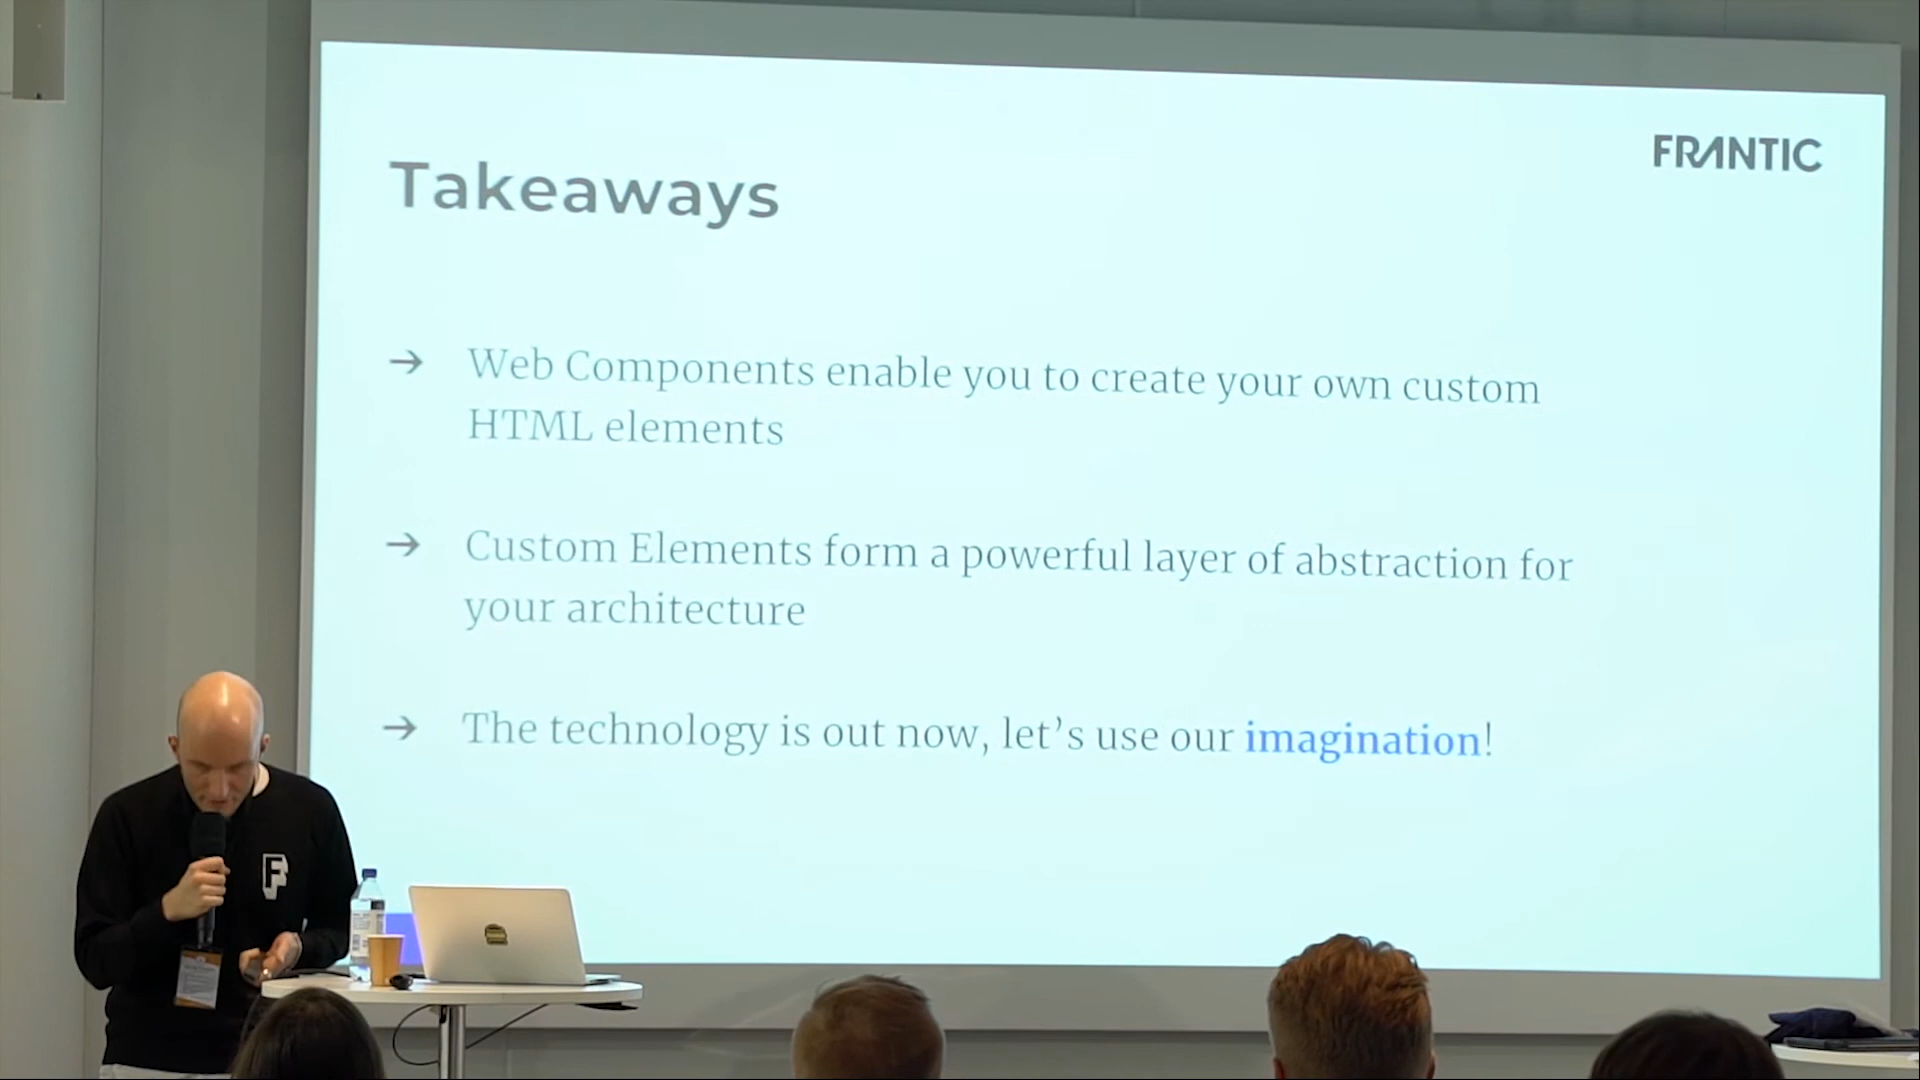 FRANTIC
Takeaways
→ Web Components enable you to create your own custom
HTML elements
→ Custom Elements form a powerful layer of abstraction for
your architecture
→ The technology is out now, let's use our imagination!
F